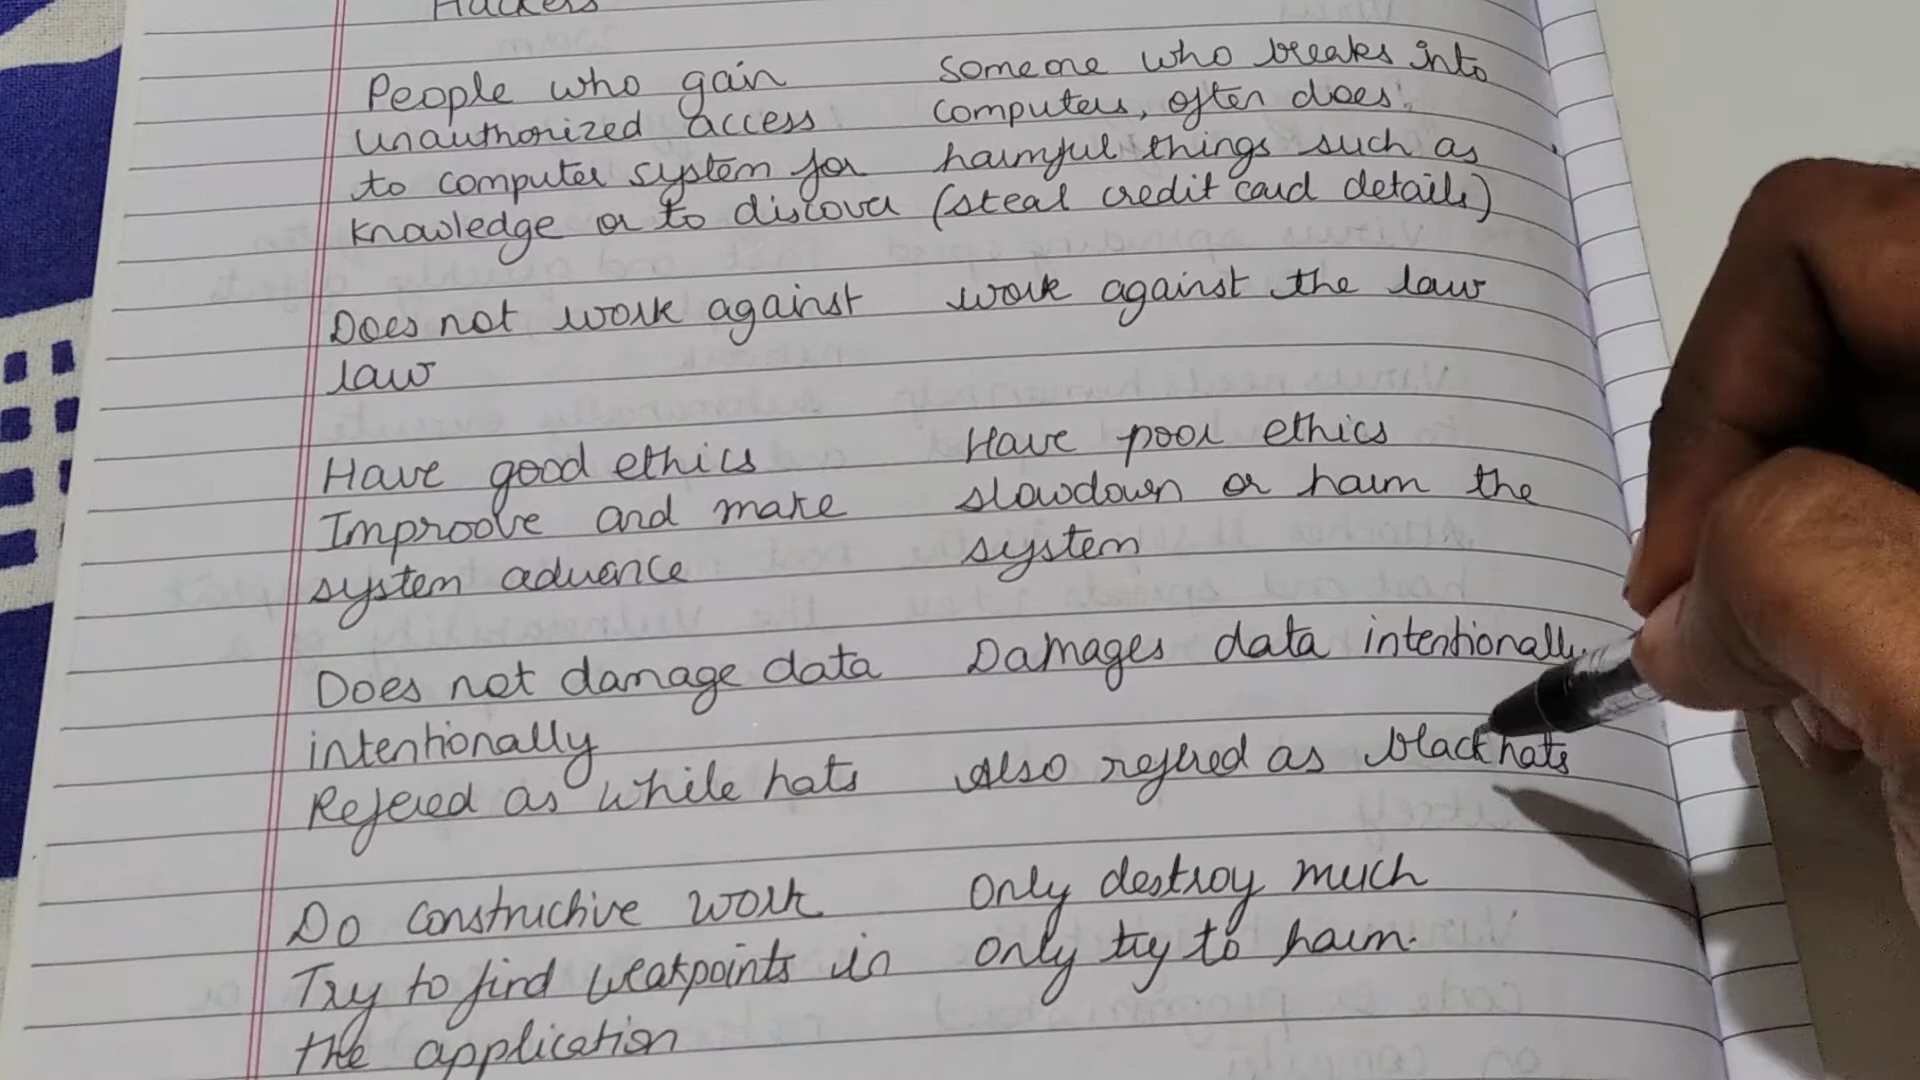 Hackers
People who gain
unauthorized access
to computer system for
knowledge or to discover
Does not work against
law
Have good ethics
Improove and make
system advance
Does not damage data
intentionally
Refered as while hats
Do constructive work
Try to find weakpoints in
the application
Someone who breaks into
computers, often does
harmful things such as
(steal credit card details)
work against the law
Have poor ethics
slowdown or harm the
system
Damages data intentionally
Also refered as black hats
Only destroy much
Only try to harm.